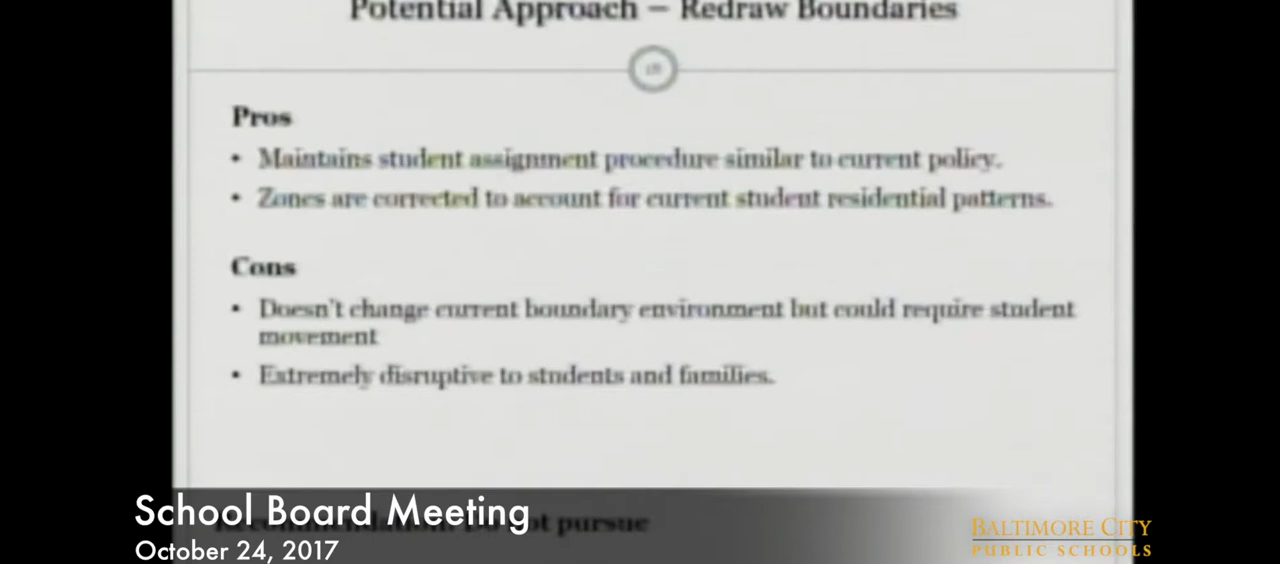 Potential Approach – Redraw Boundaries
Pros
• Maintains student assignment procedure similar to current policy.
• Zones are corrected to account for current student residential patterns.
Cons
• Doesn't change current boundary environment but could require student
movement
• Extremely disruptive to students and families.
pursue
School Board Meeting
October 24, 2017
BALTIMORE CITY
PUBLIC SCHOOLS